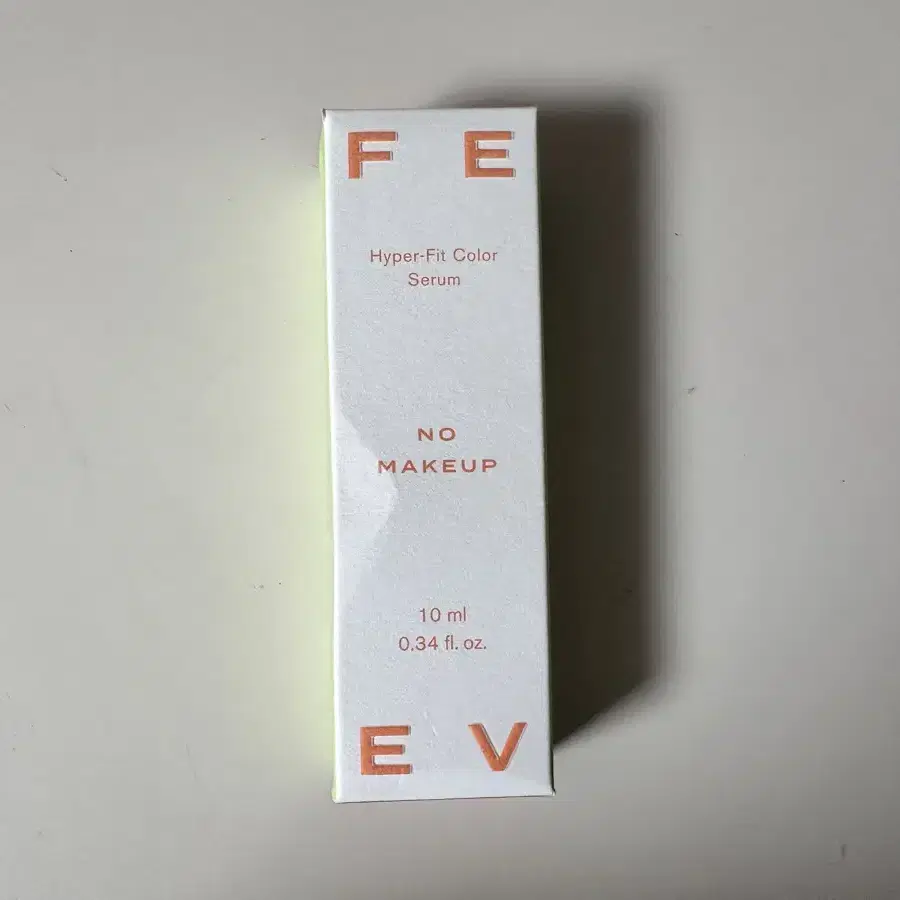 F E
Hyper-Fit Color
Serum
NO
MAKEUP
10 ml
0.34 fl. oz.
E V